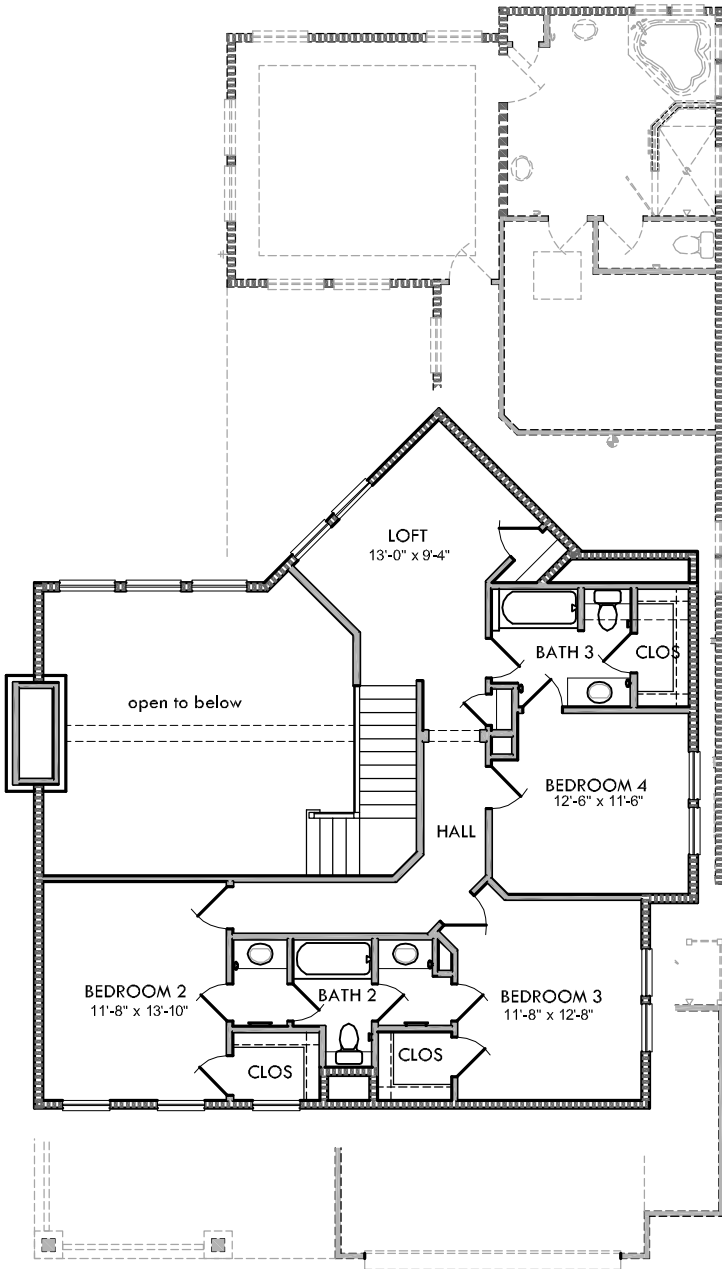 LOFT
13'-0" x 9'-4"
BATH 3
CLOS
open to below
BEDROOM 4
12'-6" x 11'-6"
HALL
BEDROOM 2
11'-8" x 13'-10"
BATH 2
BEDROOM 3
11'-8" x 12'-8"
CLOS
CLOS